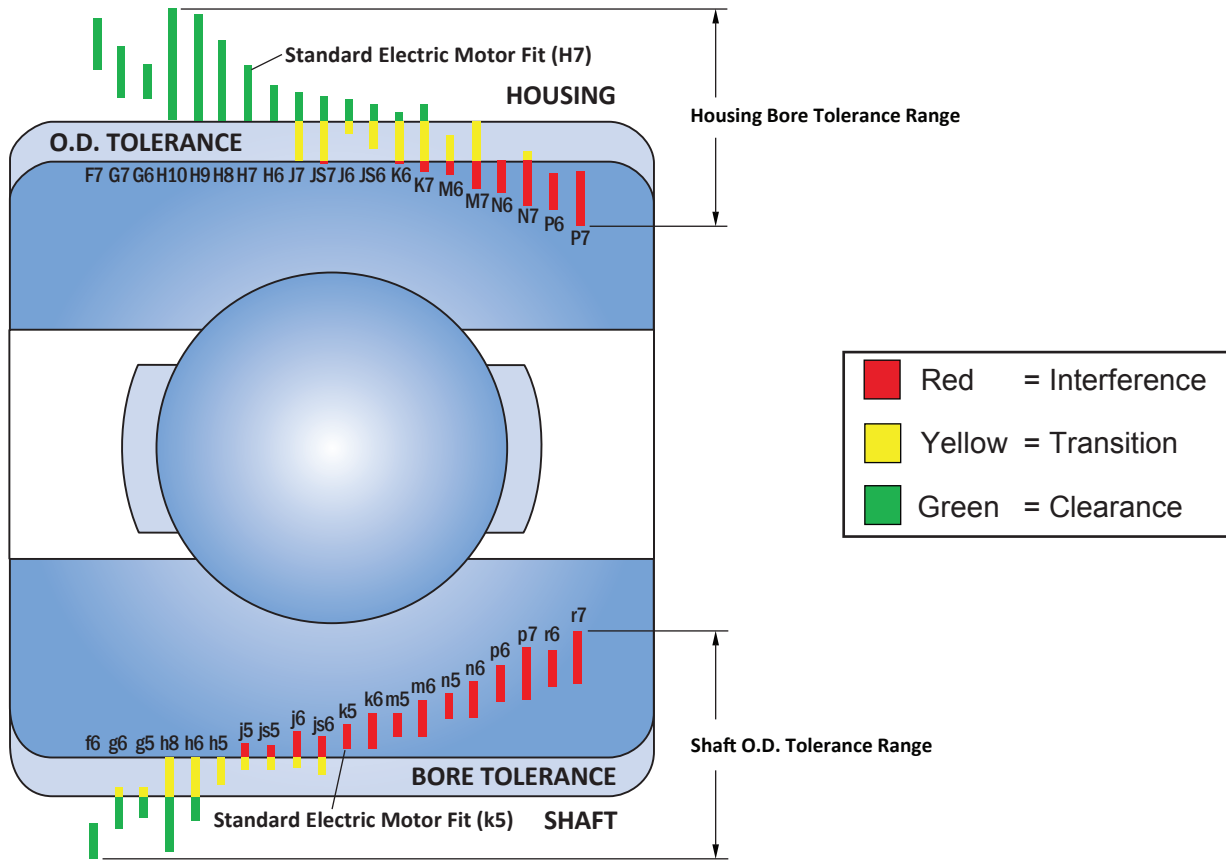 Standard Electric Motor Fit (H7)
HOUSING
Housing Bore Tolerance Range
O.D. TOLERANCE
F7 G7 G6 H10 H9 H8 H7 H6 J7 JS7 J6 JS6 K6 K7 M6 M7 N6 N7 P6 P7
Red = Interference
Yellow = Transition
Green = Clearance
f6 g6 g5 h8 h6 h5 j5 js5 j6 js6 k5 k6 m5 m6 n5 n6 p6 p7 r6 r7
Shaft O.D. Tolerance Range
BORE TOLERANCE
Standard Electric Motor Fit (k5)
SHAFT